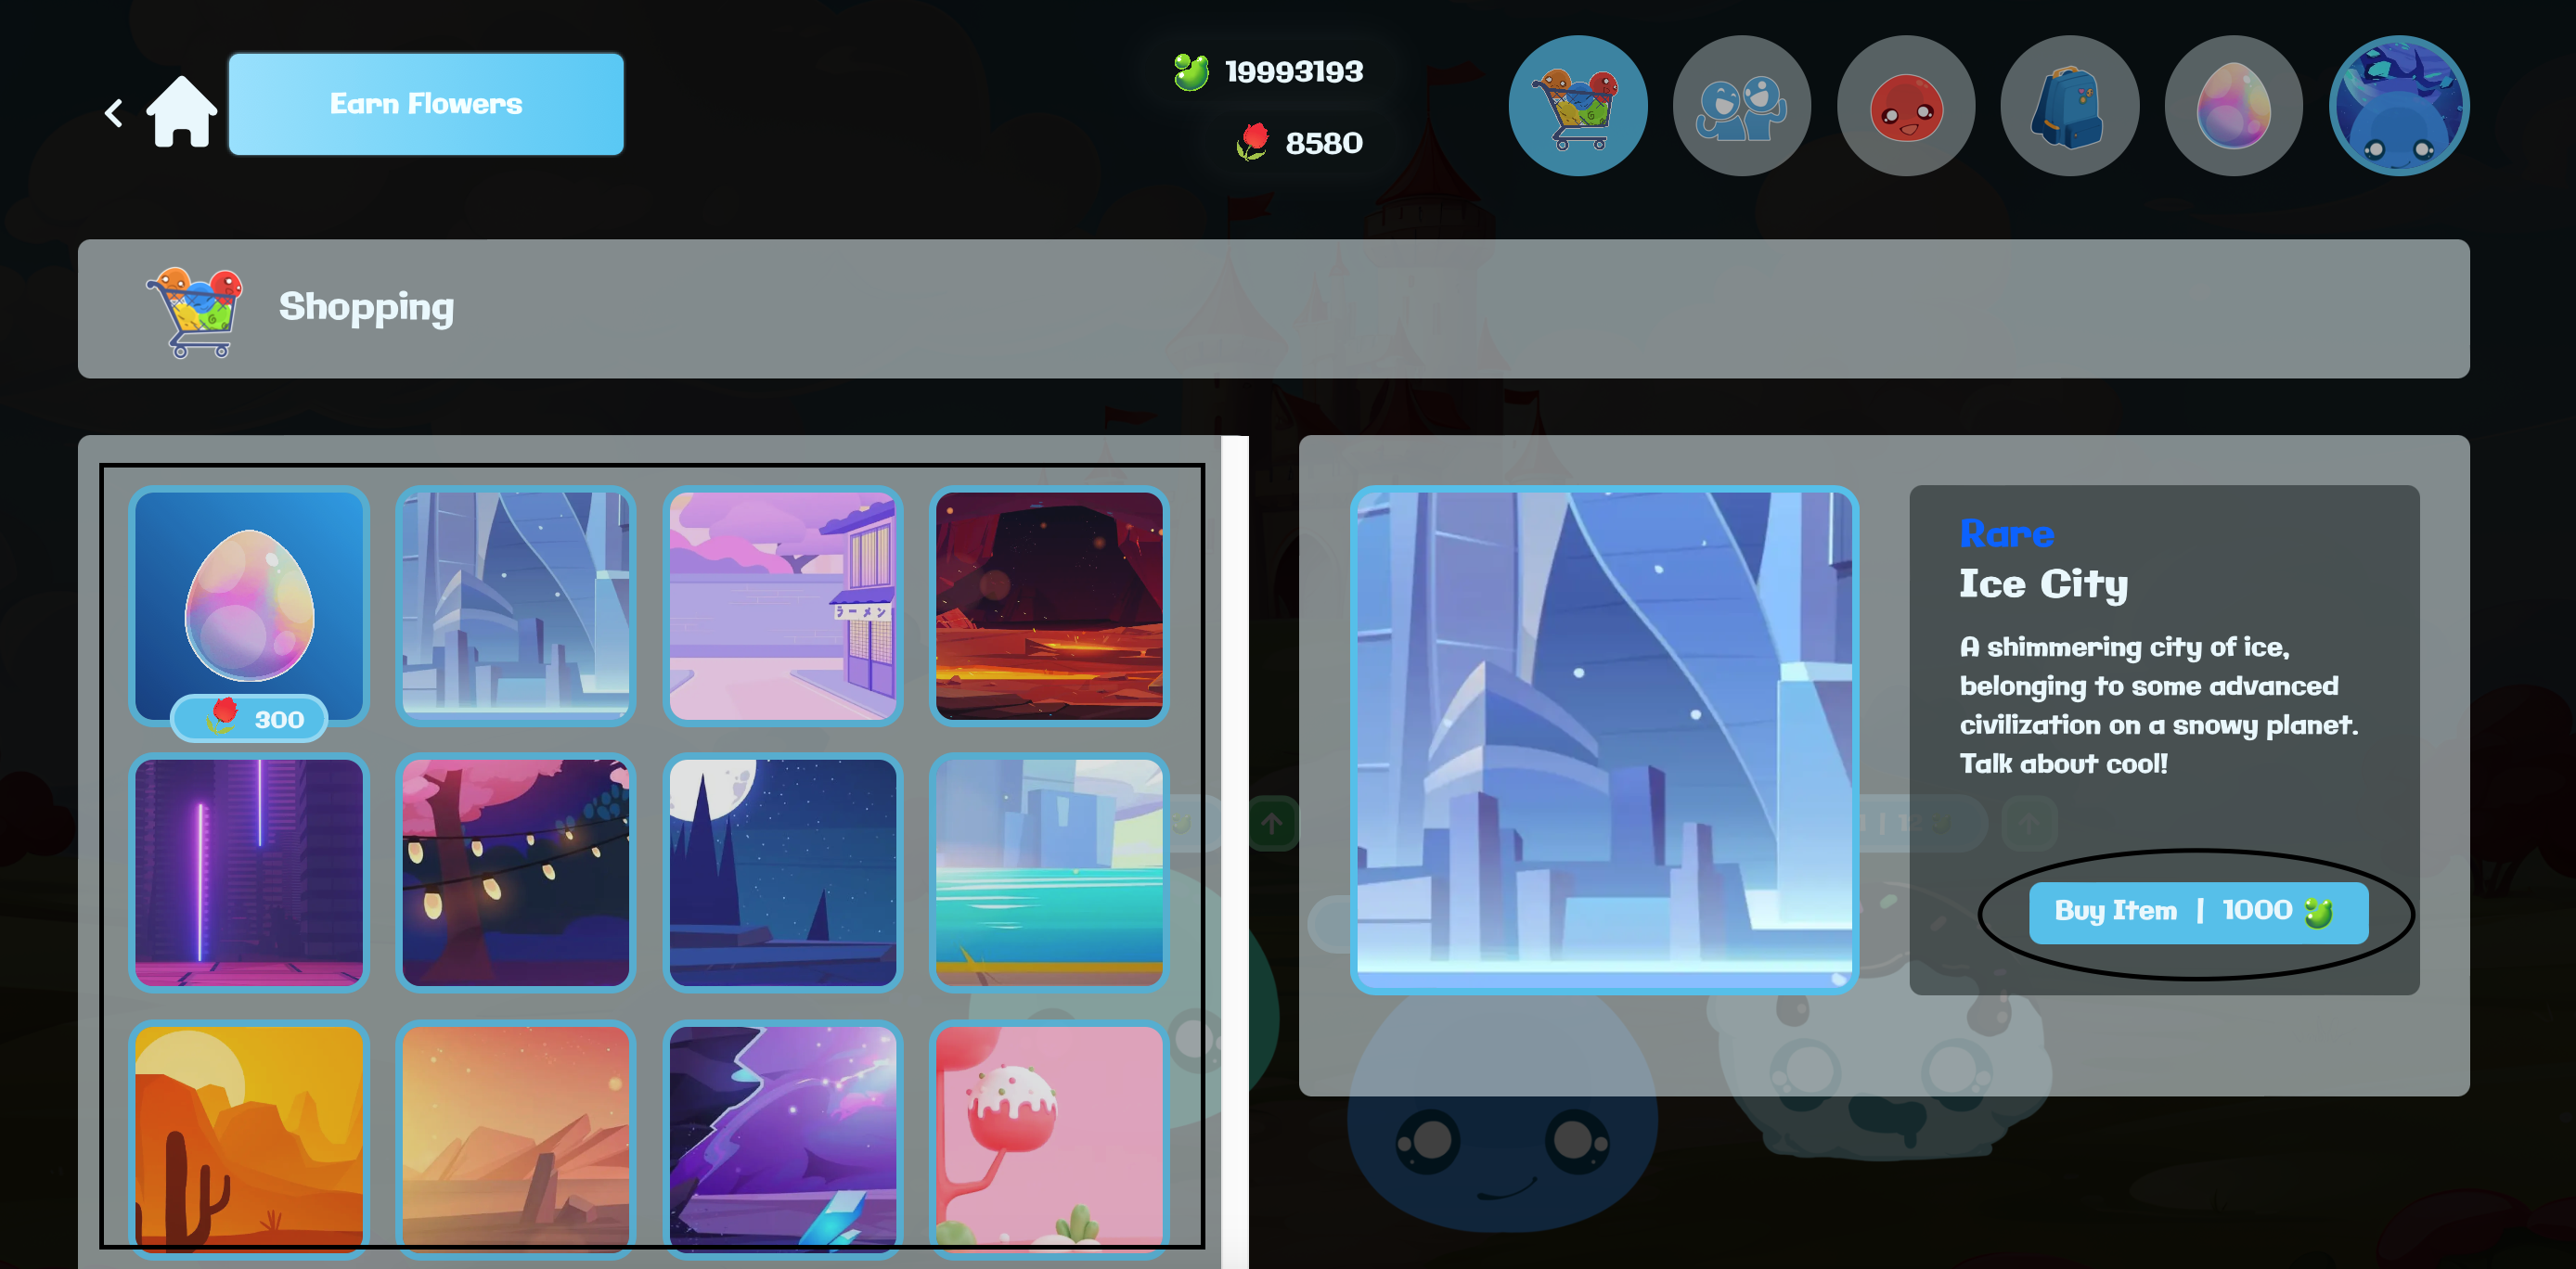 Earn Flowers
19993193
8580
Shopping
300
ラーメン
Rare
Ice City
A shimmering city of ice,
belonging to some advanced
civilization on a snowy planet.
Talk about cool!
Buy Item | 1000